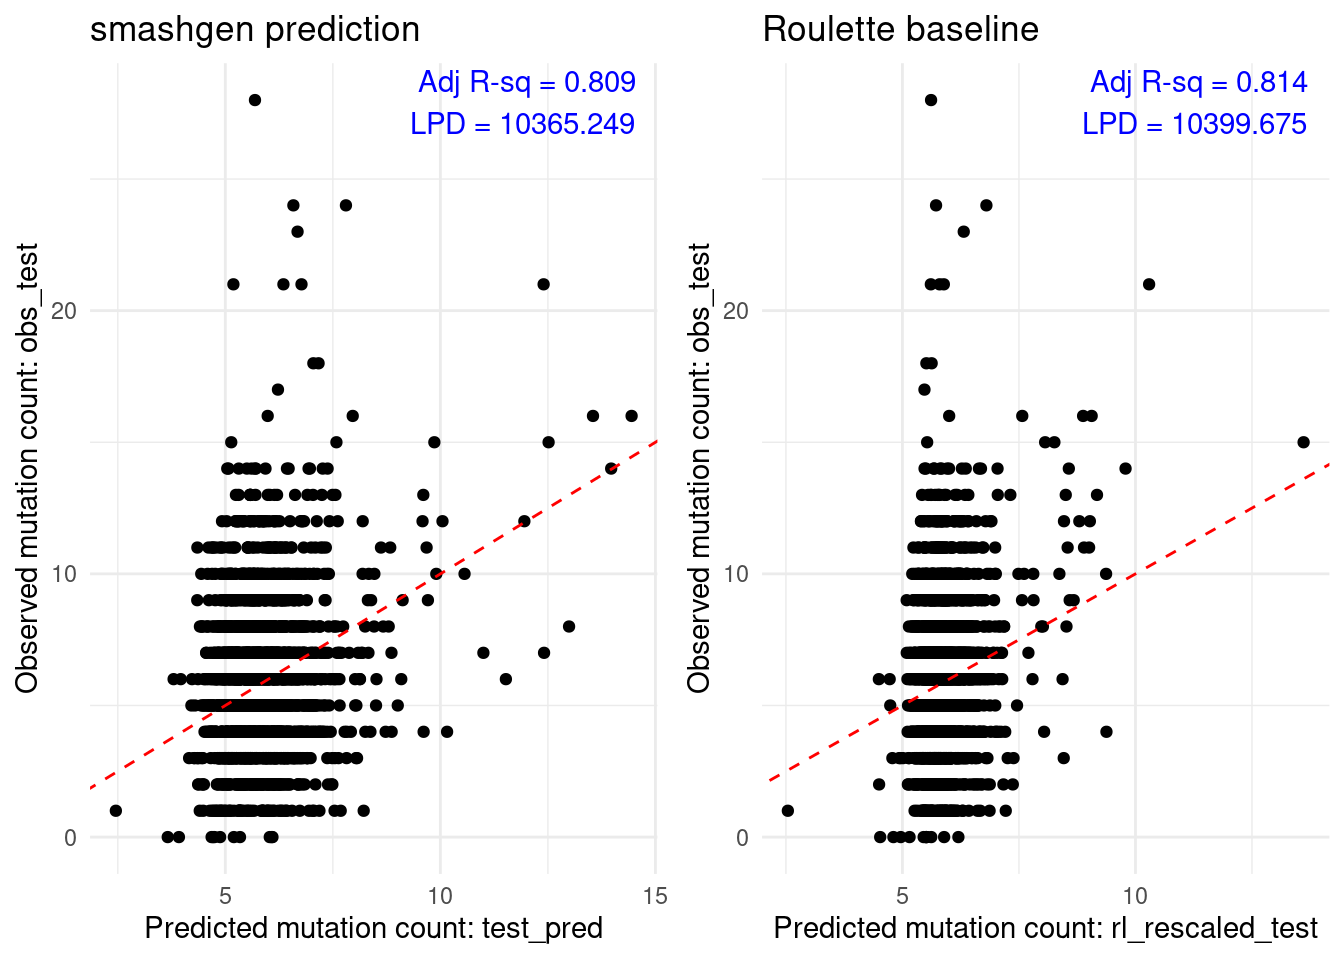 smashgen prediction
Adj R-sq = 0.809
LPD = 10365.249
Observed mutation count: obs_test
20
10
0
5
10
15
Predicted mutation count: test_pred
Roulette baseline
Adj R-sq = 0.814
LPD = 10399.675
Observed mutation count: obs_test
20
10
0
5
10
Predicted mutation count: rl_rescaled_test